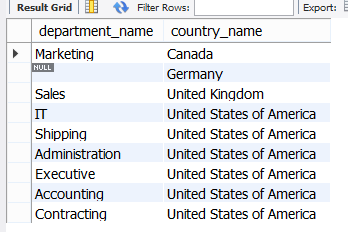 Result Grid Filter Rows: Export:
department_name country_name
Marketing Canada
NULL Germany
Sales United Kingdom
IT United States of America
Shipping United States of America
Administration United States of America
Executive United States of America
Accounting United States of America
Contracting United States of America